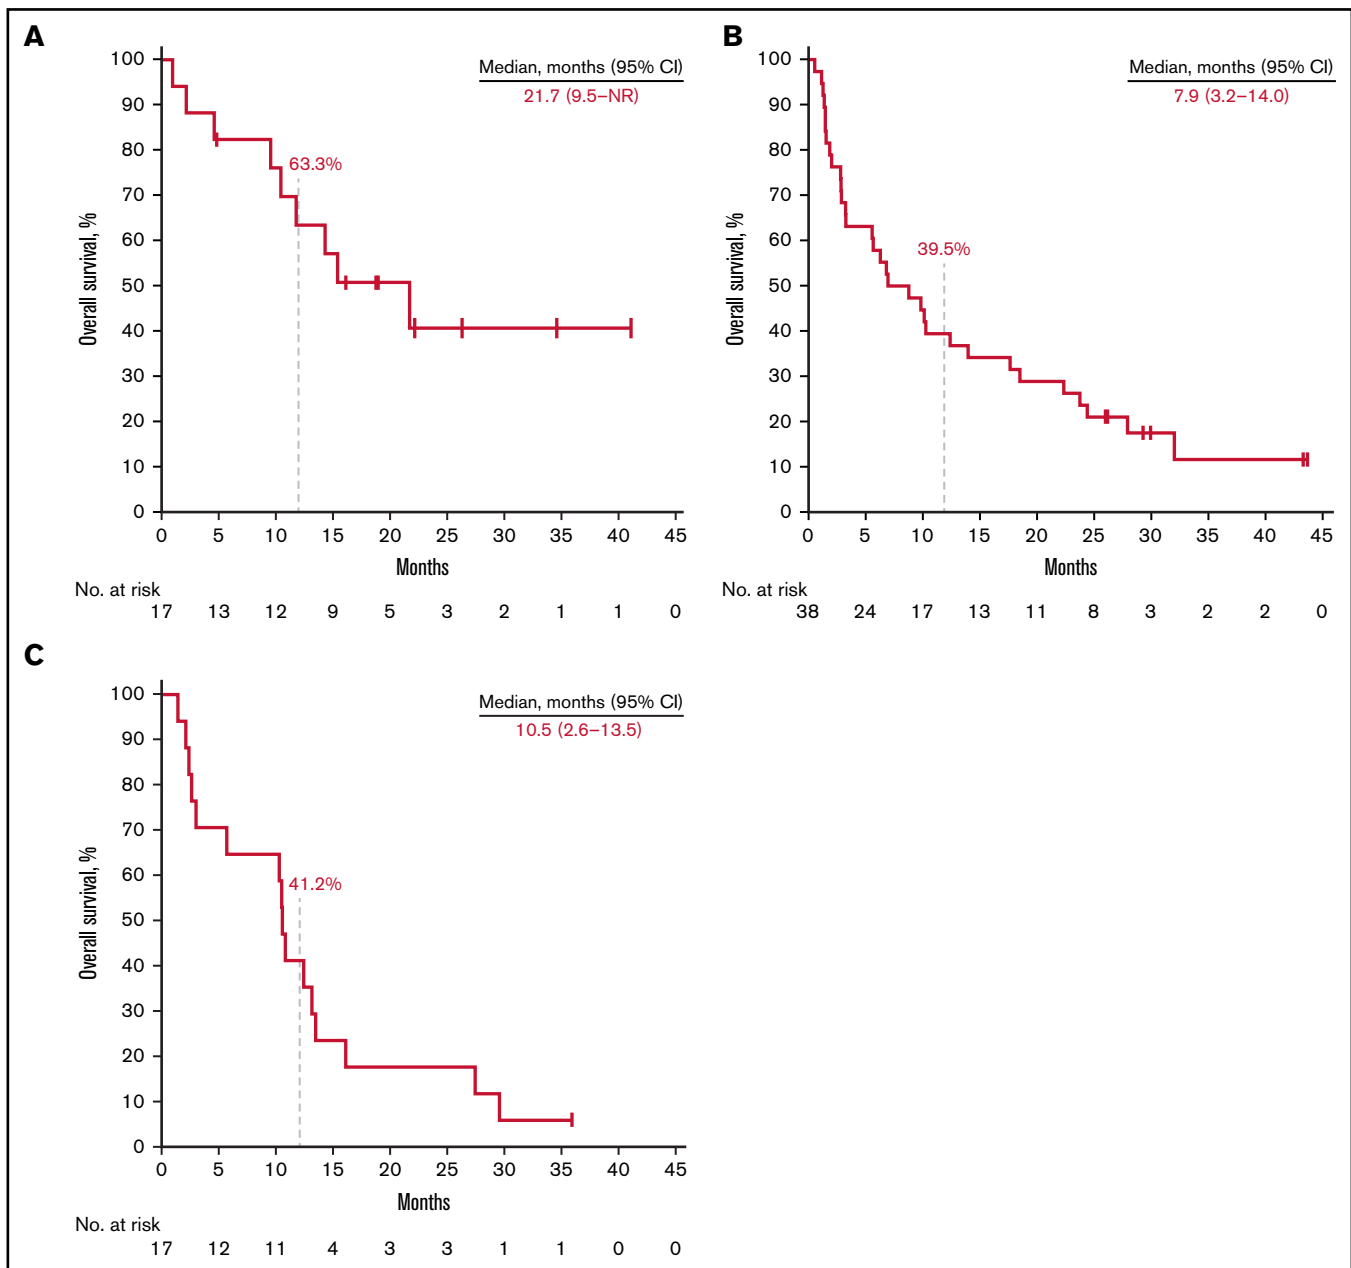 A
Median, months (95% CI)
21.7 (9.5–NR)
63.3%
100
90
80
70
60
50
40
30
20
10
0
Overall survival, %
0 5 10 15 20 25 30 35 40 45
Months
No. at risk
17 13 12 9 5 3 2 1 1 0
B
Median, months (95% CI)
7.9 (3.2–14.0)
39.5%
100
90
80
70
60
50
40
30
20
10
0
Overall survival, %
0 5 10 15 20 25 30 35 40 45
Months
No. at risk
38 24 17 13 11 8 3 2 2 0
C
Median, months (95% CI)
10.5 (2.6–13.5)
41.2%
100
90
80
70
60
50
40
30
20
10
0
Overall survival, %
0 5 10 15 20 25 30 35 40 45
Months
No. at risk
17 12 11 4 3 3 1 1 0 0